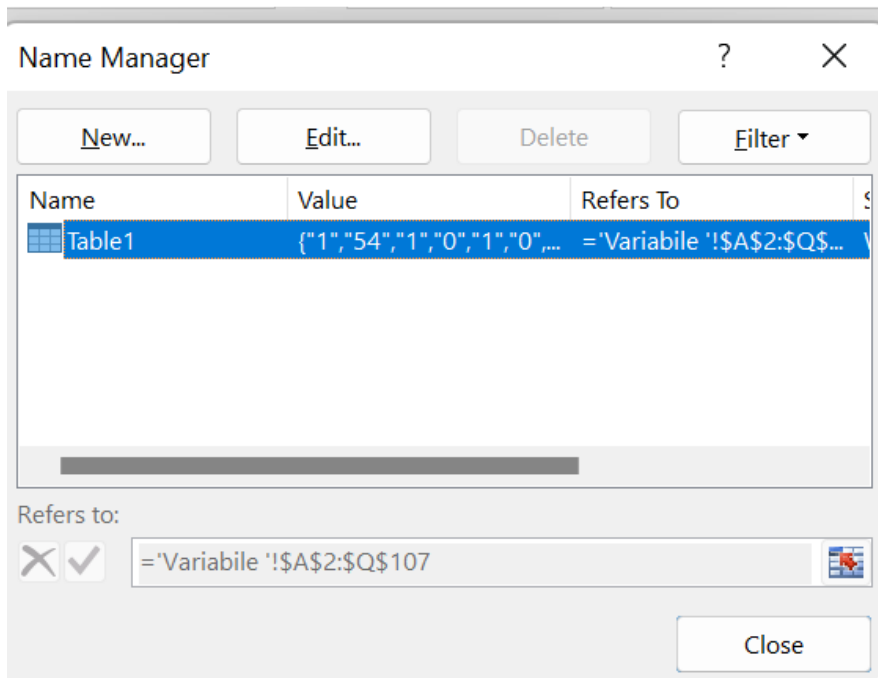 Name Manager ? ×
New... Edit... Delete Filter
Name Value Refers To
Table1 {"1","54","1","0","1","0",... ='Variabile '!$A$2:$Q$...
Refers to:
='Variabile '!$A$2:$Q$107
Close